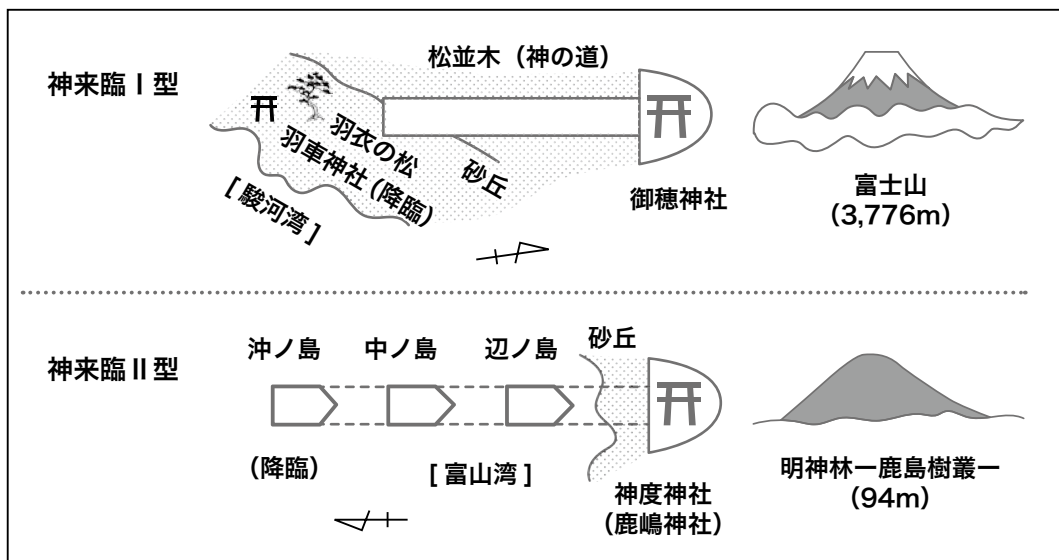 神来臨Ⅰ型
松並木（神の道）
羽衣の松
羽車神社（降臨）
[ 駿河湾 ]
砂丘
御穂神社
富士山
（3,776m）
神来臨Ⅱ型
沖ノ島
中ノ島
辺ノ島
砂丘
（降臨）
[ 富山湾 ]
神度神社
（鹿嶋神社）
明神林ー鹿島樹叢ー
（94m）